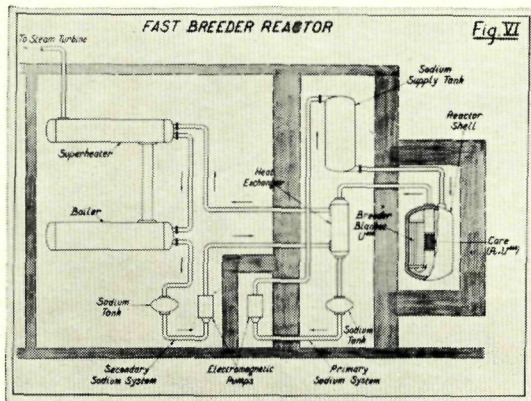 FAST BREEDER REACTOR
Fig. VI
To Steam Turbine
Sodium
Supply Tank
Reactor
Shell
Superheater
Heat
Exchanger
Boiler
Breeder
Blanket
Core
Sodium
Tank
Sodium
Tank
Secondary
Sodium System
Electromagnetic
Pumps
Primary
Sodium System